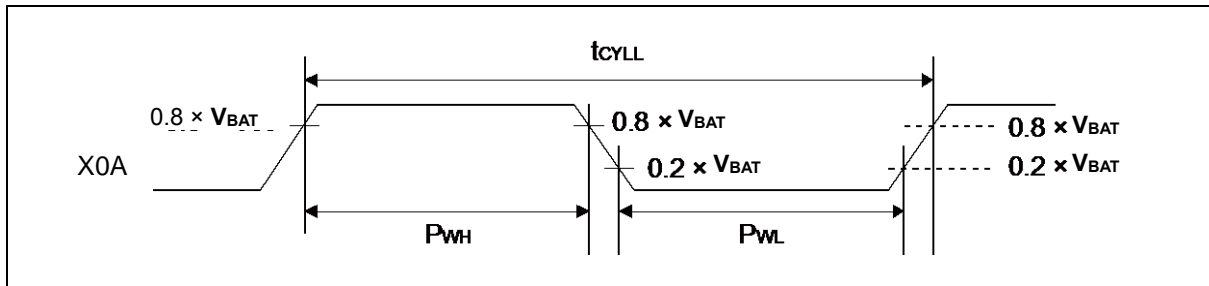 tCYLL
0.8 × VBAT
0.8 × VBAT
0.8 × VBAT
X0A
0.2 × VBAT
0.2 × VBAT
PWH
PWL